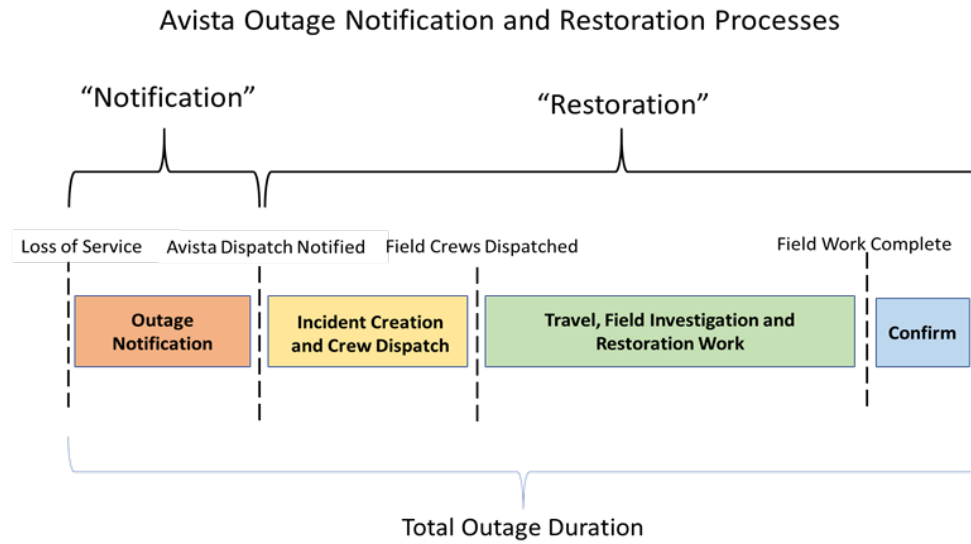 Avista Outage Notification and Restoration Processes
“Notification”
“Restoration”
Loss of Service
Avista Dispatch Notified
Field Crews Dispatched
Field Work Complete
Outage
Notification
Incident Creation
and Crew Dispatch
Travel, Field Investigation and
Restoration Work
Confirm
Total Outage Duration